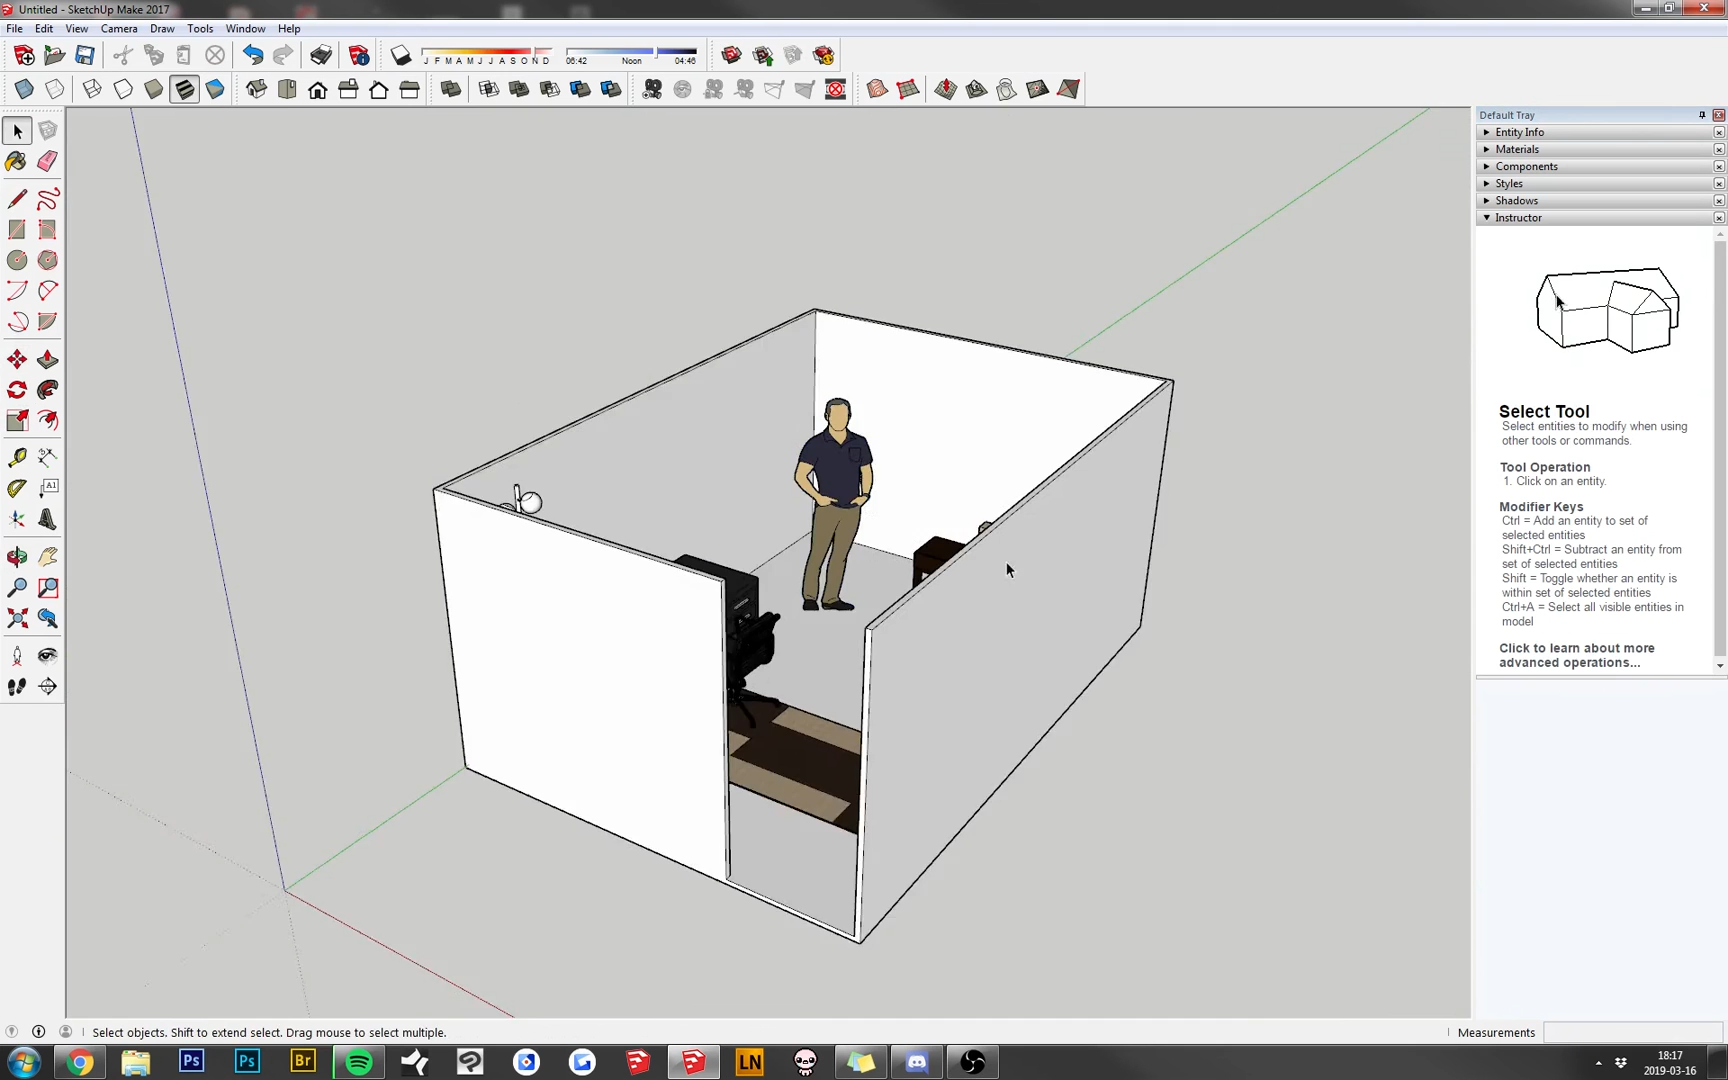 Untitled - SketchUp Make 2017
File Edit View Camera Draw Tools Window Help
J F M A M J J A S O N D
06:42 Noon 04:46
Default Tray
Entity Info
Materials
Components
Styles
Shadows
Instructor
A1
Select Tool
Select entities to modify when using
other tools or commands.
Tool Operation
1. Click on an entity.
Modifier Keys
Ctrl = Add an entity to set of
selected entities
Shift+Ctrl = Subtract an entity from
set of selected entities
Shift = Toggle whether an entity is
within set of selected entities
Ctrl+A = Select all visible entities in
model
Click to learn about more
advanced operations...
Select objects. Shift to extend select. Drag mouse to select multiple.
Measurements
Ps
Ps
Br
LN
18:17
2019-03-16